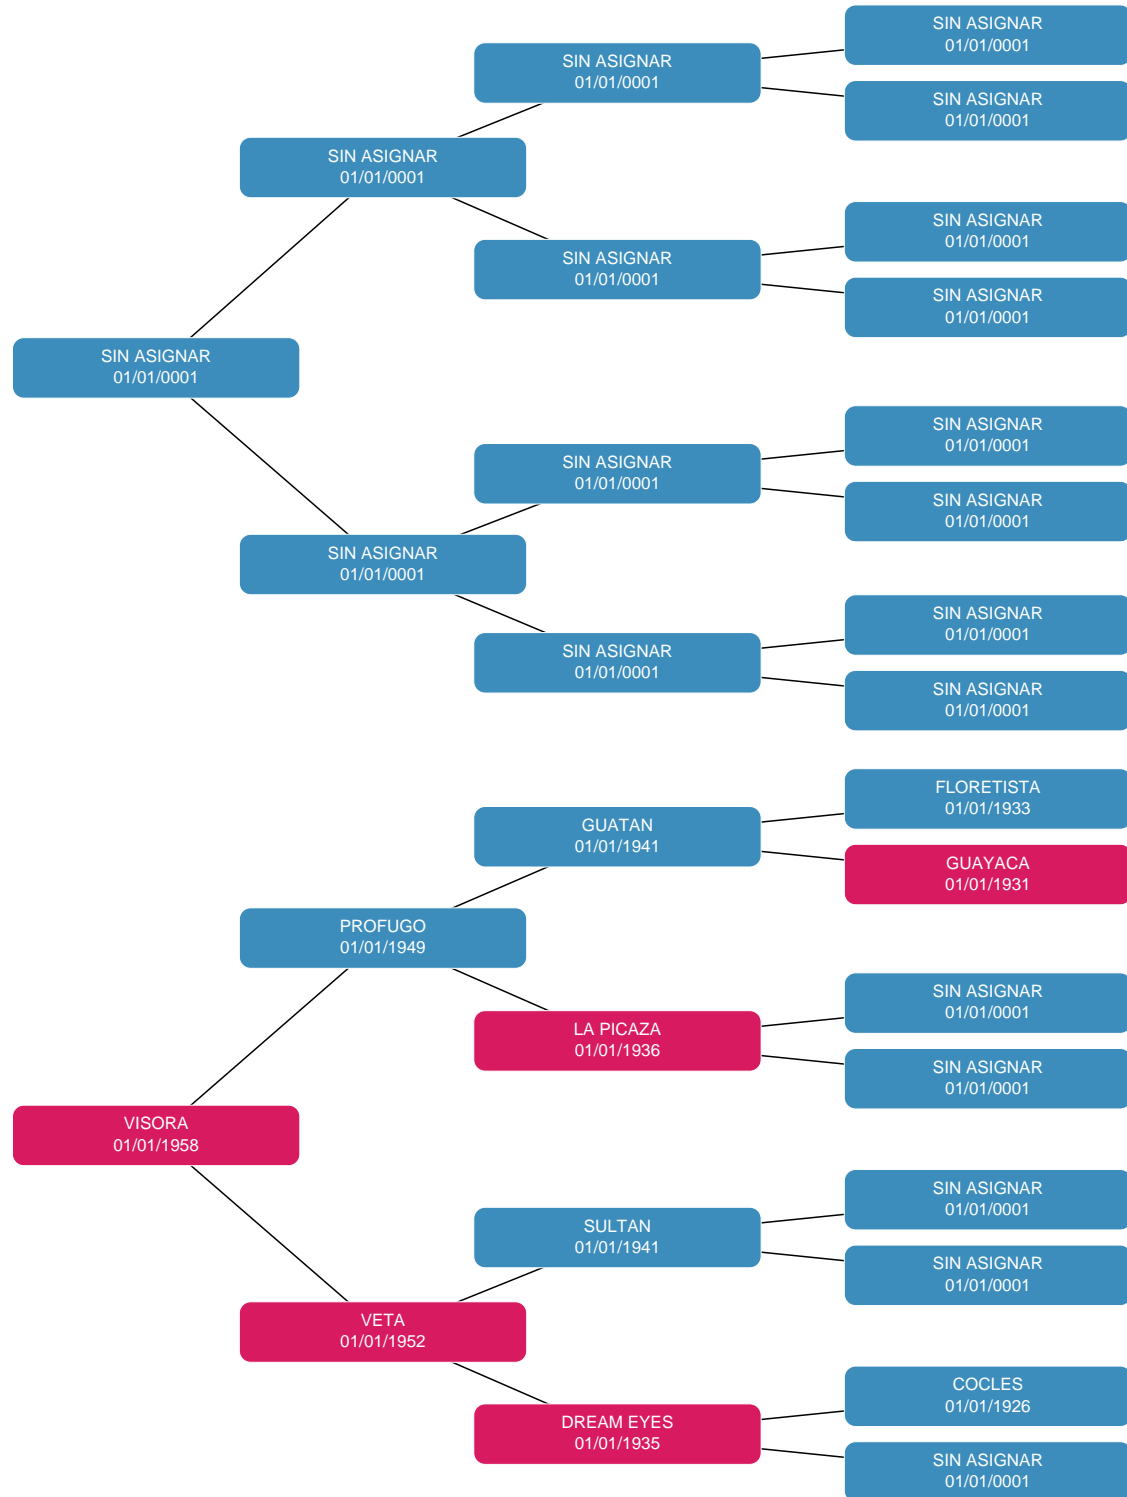 SIN ASIGNAR
01/01/0001
SIN ASIGNAR
01/01/0001
SIN ASIGNAR
01/01/0001
SIN ASIGNAR
01/01/0001
SIN ASIGNAR
01/01/0001
SIN ASIGNAR
01/01/0001
SIN ASIGNAR
01/01/0001
SIN ASIGNAR
01/01/0001
SIN ASIGNAR
01/01/0001
SIN ASIGNAR
01/01/0001
SIN ASIGNAR
01/01/0001
SIN ASIGNAR
01/01/0001
SIN ASIGNAR
01/01/0001
SIN ASIGNAR
01/01/0001
SIN ASIGNAR
01/01/0001
FLORETISTA
01/01/1933
GUATAN
01/01/1941
GUAYACA
01/01/1931
PROFUGO
01/01/1949
SIN ASIGNAR
01/01/0001
LA PICAZA
01/01/1936
SIN ASIGNAR
01/01/0001
VISORA
01/01/1958
SIN ASIGNAR
01/01/0001
SULTAN
01/01/1941
SIN ASIGNAR
01/01/0001
VETA
01/01/1952
COCLES
01/01/1926
DREAM EYES
01/01/1935
SIN ASIGNAR
01/01/0001